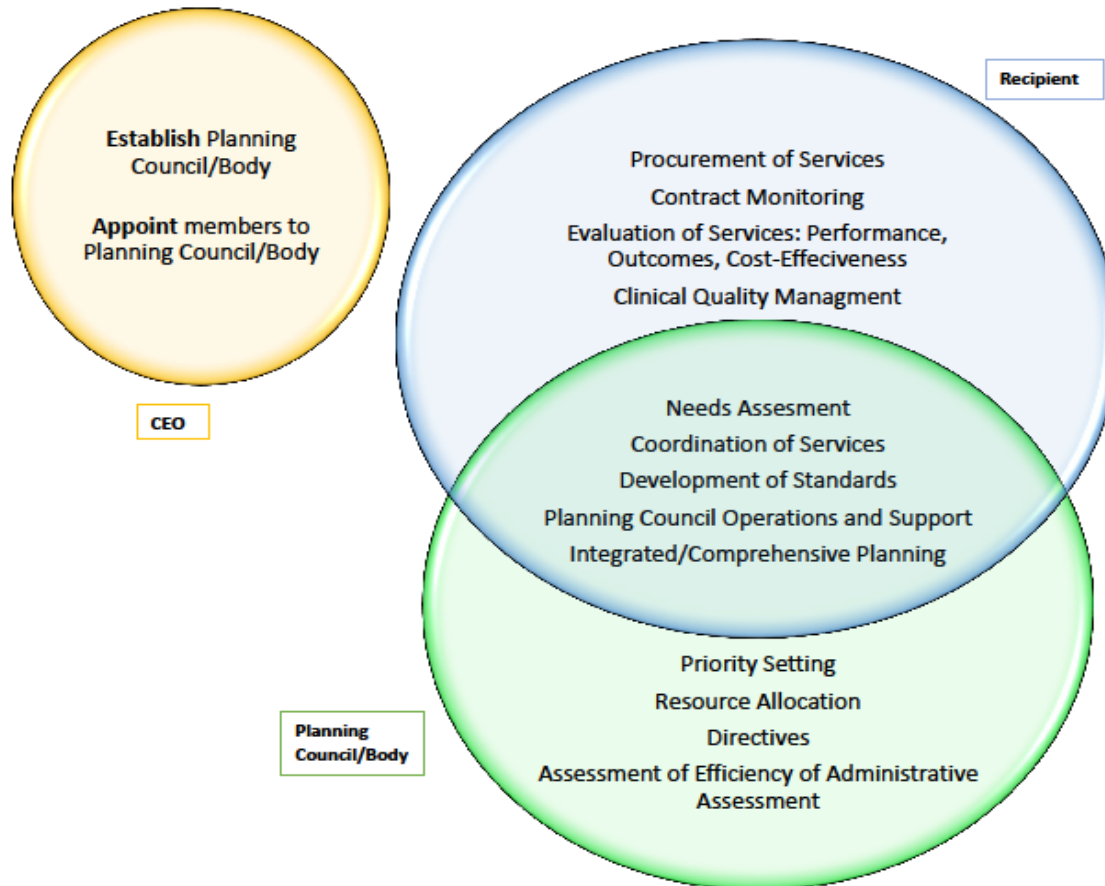 Establish Planning
Council/Body
Appoint members to
Planning Council/Body
CEO
Recipient
Procurement of Services
Contract Monitoring
Evaluation of Services: Performance,
Outcomes, Cost-Effeciveness
Clinical Quality Managment
Needs Assesment
Coordination of Services
Development of Standards
Planning Council Operations and Support
Integrated/Comprehensive Planning
Priority Setting
Resource Allocation
Directives
Assessment of Efficiency of Administrative
Assessment
Planning
Council/Body